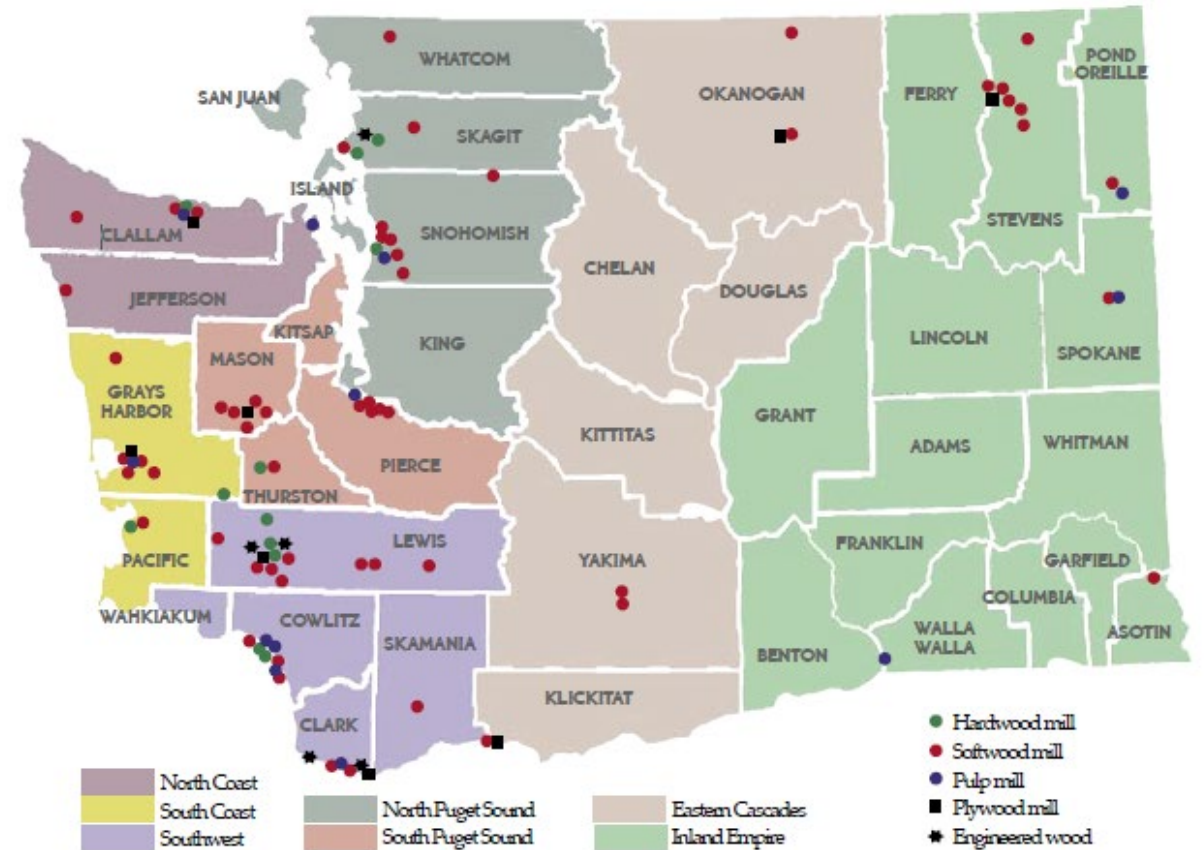 WHATCOM
SAN JUAN
SKAGIT
ISLAND
SNOHOMISH
CLALLAM
JEFFERSON
KITSAP
KING
MASON
GRAYS
HARBOR
PIERCE
THURSTON
PACIFIC
LEWIS
WAHKIAKUM
COWLITZ
SKAMANIA
CLARK
OKANOGAN
CHELAN
DOUGLAS
KITTITAS
YAKIMA
KLICKITAT
FERRY
POND
OREILLE
STEVENS
LINCOLN
SPOKANE
GRANT
ADAMS
WHITMAN
FRANKLIN
GARFIELD
COLUMBIA
WALLA
WALLA
ASOTIN
BENTON
North Coast
South Coast
Southwest
North Puget Sound
South Puget Sound
Eastern Cascades
Inland Empire
Hardwood mill
Softwood mill
Pulp mill
Plywood mill
Engineered wood